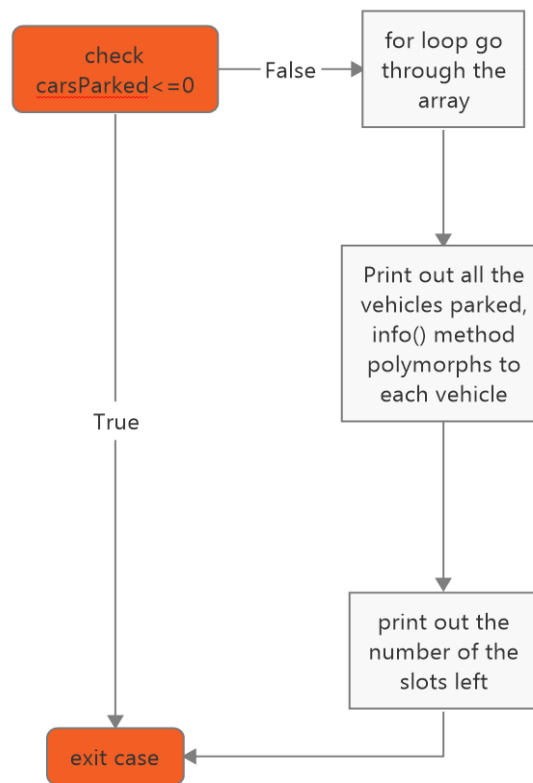 check
carsParked<=0
False
for loop go
through the
array
Print out all the
vehicles parked,
info() method
polymorphs to
each vehicle
True
print out the
number of the
slots left
exit case